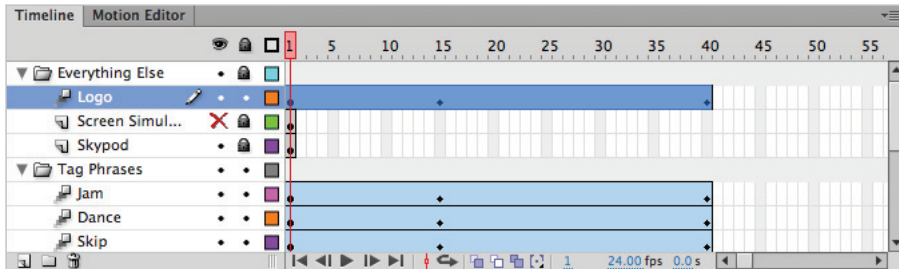 Timeline Motion Editor
1 5 10 15 20 25 30 35 40 45 50 55
Everything Else
Logo
Screen Simul...
Skypod
Tag Phrases
Jam
Dance
Skip
1 24.00 fps 0.0 s